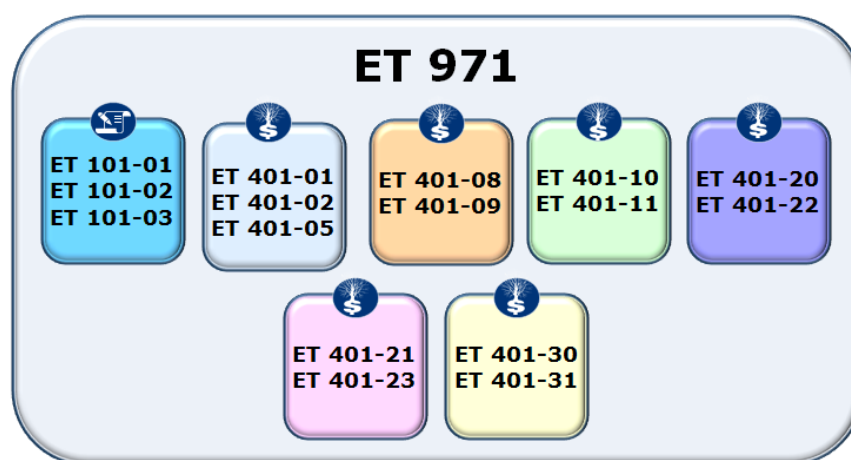 ET 971
ET 101-01
ET 101-02
ET 101-03
ET 401-01
ET 401-02
ET 401-05
ET 401-08
ET 401-09
ET 401-10
ET 401-11
ET 401-20
ET 401-22
ET 401-21
ET 401-23
ET 401-30
ET 401-31